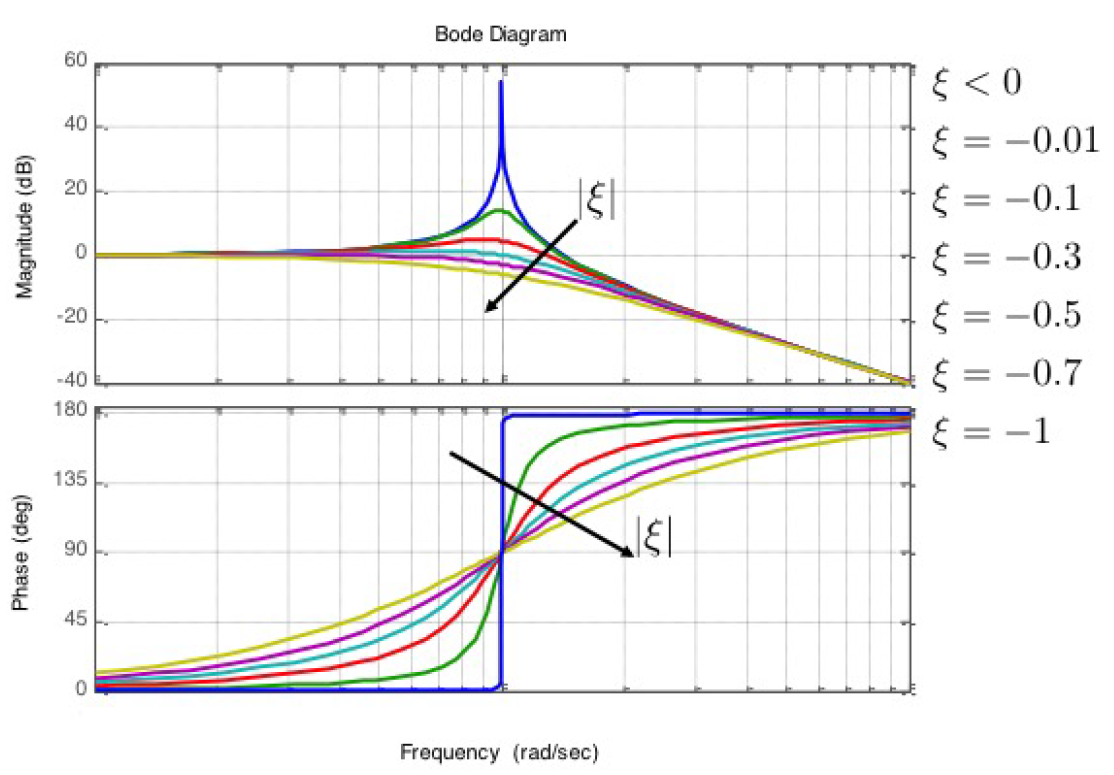 Bode Diagram
Magnitude (dB)
60
40
20
0
-20
-40
|ξ|
Phase (deg)
180
135
90
45
0
|ξ|
Frequency (rad/sec)
ξ < 0
ξ = −0.01
ξ = −0.1
ξ = −0.3
ξ = −0.5
ξ = −0.7
ξ = −1